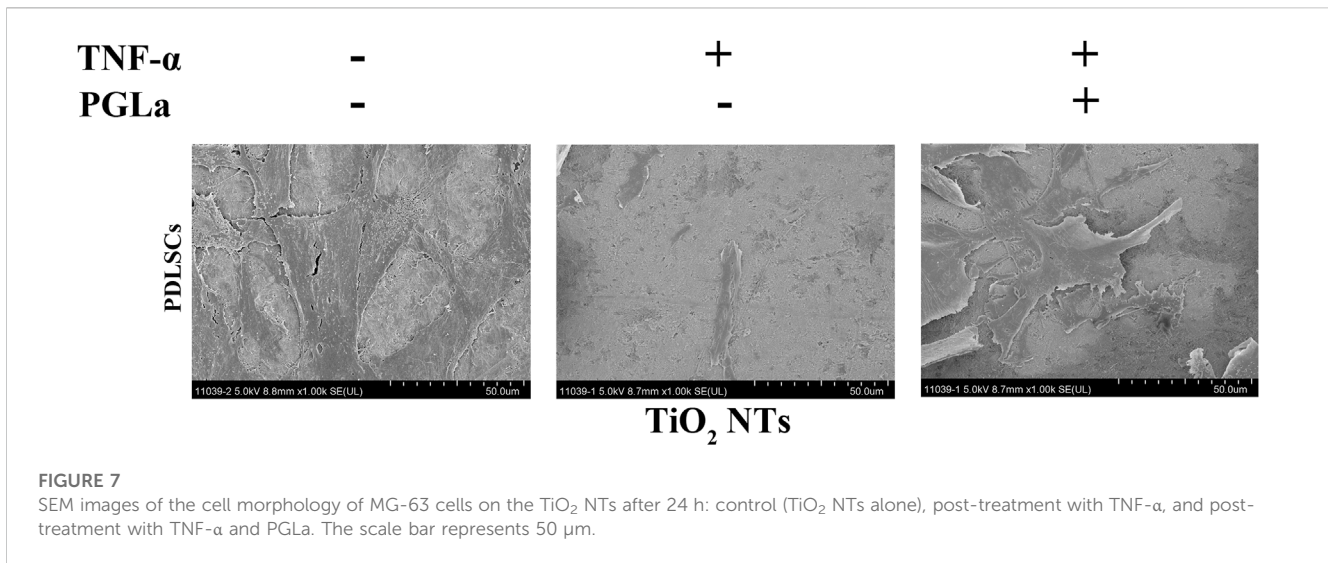 TNF-α - + +
PGLa - - +
PDLSCs
11039-2 5.0kV 8.8mm x1.00k SE(UL) 50.0um
11039-1 5.0kV 8.7mm x1.00k SE(UL) 50.0um
11039-1 5.0kV 8.7mm x1.00k SE(UL) 50.0um
TiO₂ NTs
FIGURE 7
SEM images of the cell morphology of MG-63 cells on the TiO₂ NTs after 24 h: control (TiO₂ NTs alone), post-treatment with TNF-α, and post-
treatment with TNF-α and PGLa. The scale bar represents 50 μm.